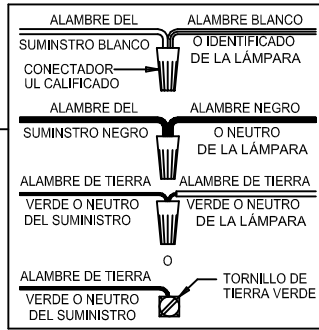 ALAMBRE DEL ALAMBRE BLANCO
SUMINSTRO BLANCO O IDENTIFICADO
CONECTADOR DE LA LÁMPARA
UL CALIFICADO
ALAMBRE DEL ALAMBRE NEGRO
SUMINSTRO NEGRO O NEUTRO
DE LA LÁMPARA
ALAMBRE DE TIERRA ALAMBRE DE TIERRA
VERDE O NEUTRO VERDE O NEUTRO
DEL SUMINISTRO DE LA LÁMPARA
O
ALAMBRE DE TIERRA TORNILLO DE
VERDE O NEUTRO TIERRA VERDE
DEL SUMINISTRO